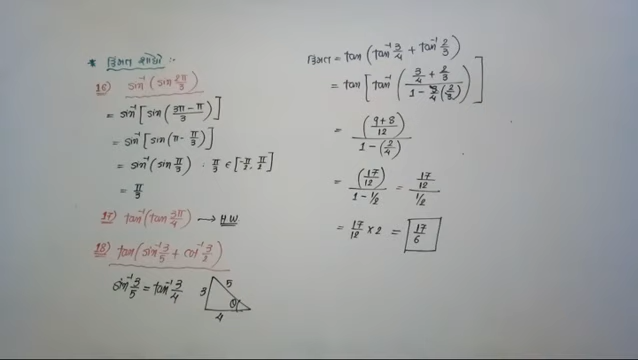 * કિંમત શોધો :-
16) sin⁻¹(sin 2π/3)
= sin⁻¹[sin(3π-π/3)]
= sin⁻¹[sin(π-π/3)]
= sin⁻¹(sin π/3) ∴ π/3 ∈ [-π/2, π/2]
= π/3
17) tan⁻¹(tan 3π/4) → H.W.
18) tan(sin⁻¹ 3/5 + cot⁻¹ 3/2)
sin⁻¹ 3/5 = tan⁻¹ 3/4
3 5 θ
4
કિંમત = tan(tan⁻¹ 3/4 + tan⁻¹ 2/3)
= tan[tan⁻¹((3/4 + 2/3)/(1 - 3/4(2/3)))]
= ((9+8)/12)/(1-(2/4))
= (17/12)/(1-1/2) = (17/12)/(1/2)
= 17/12 × 2 = 17/6